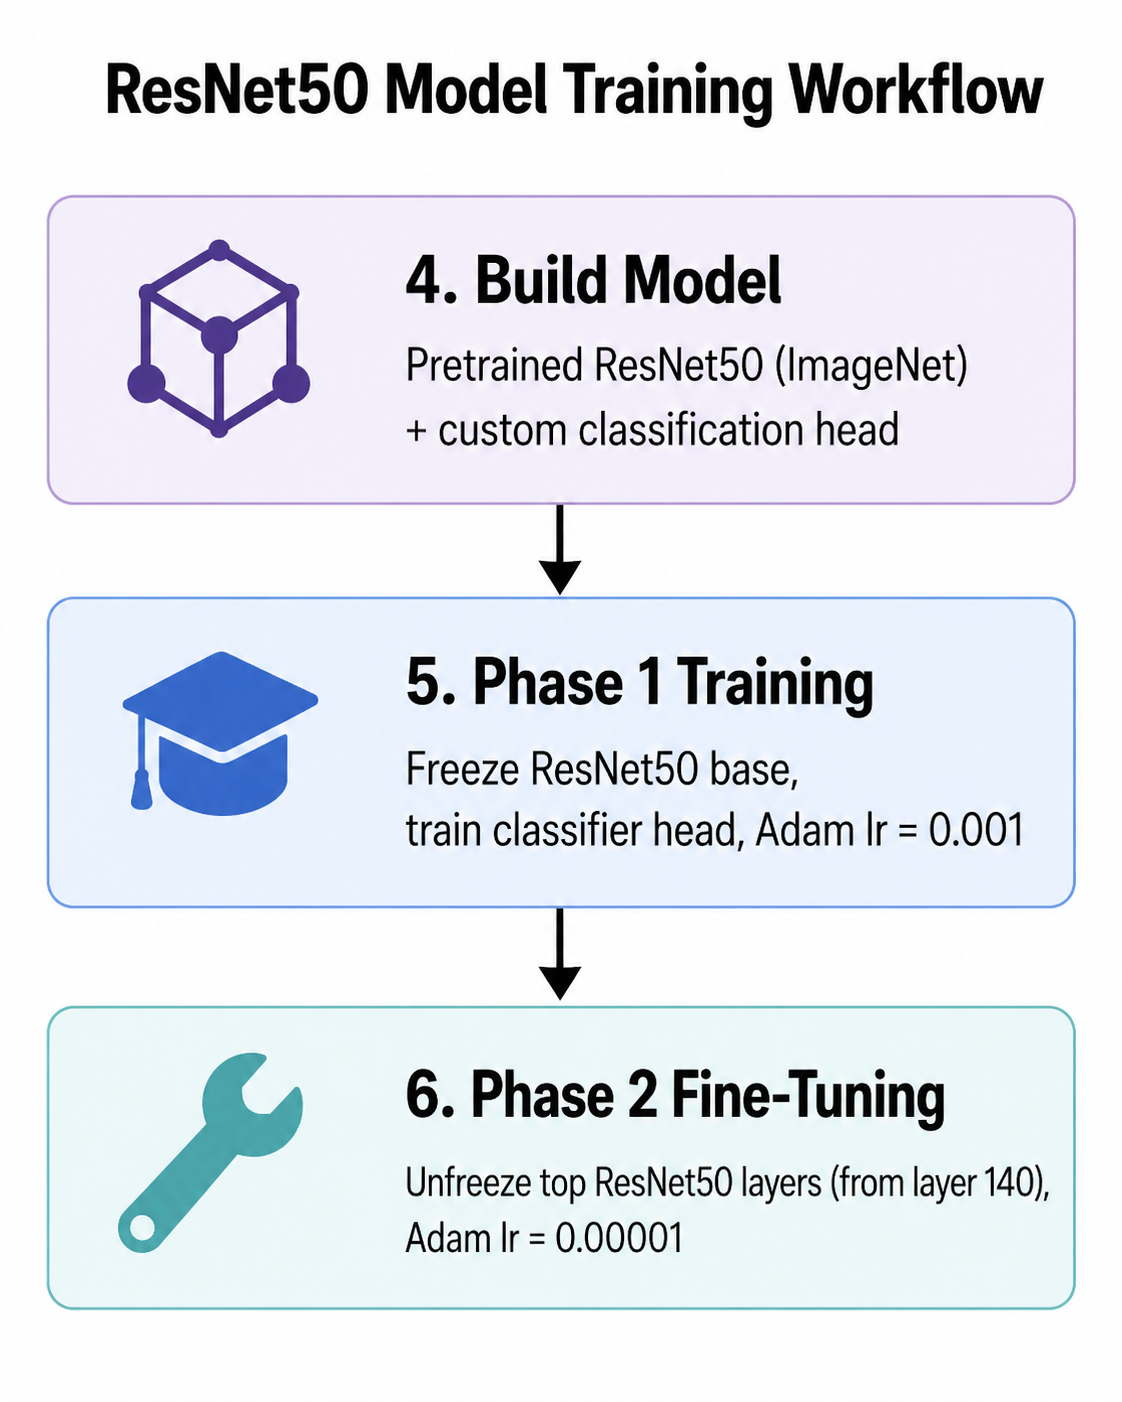 ResNet50 Model Training Workflow
4. Build Model
Pretrained ResNet50 (ImageNet)
+ custom classification head
5. Phase 1 Training
Freeze ResNet50 base,
train classifier head, Adam lr = 0.001
6. Phase 2 Fine-Tuning
Unfreeze top ResNet50 layers (from layer 140),
Adam lr = 0.00001